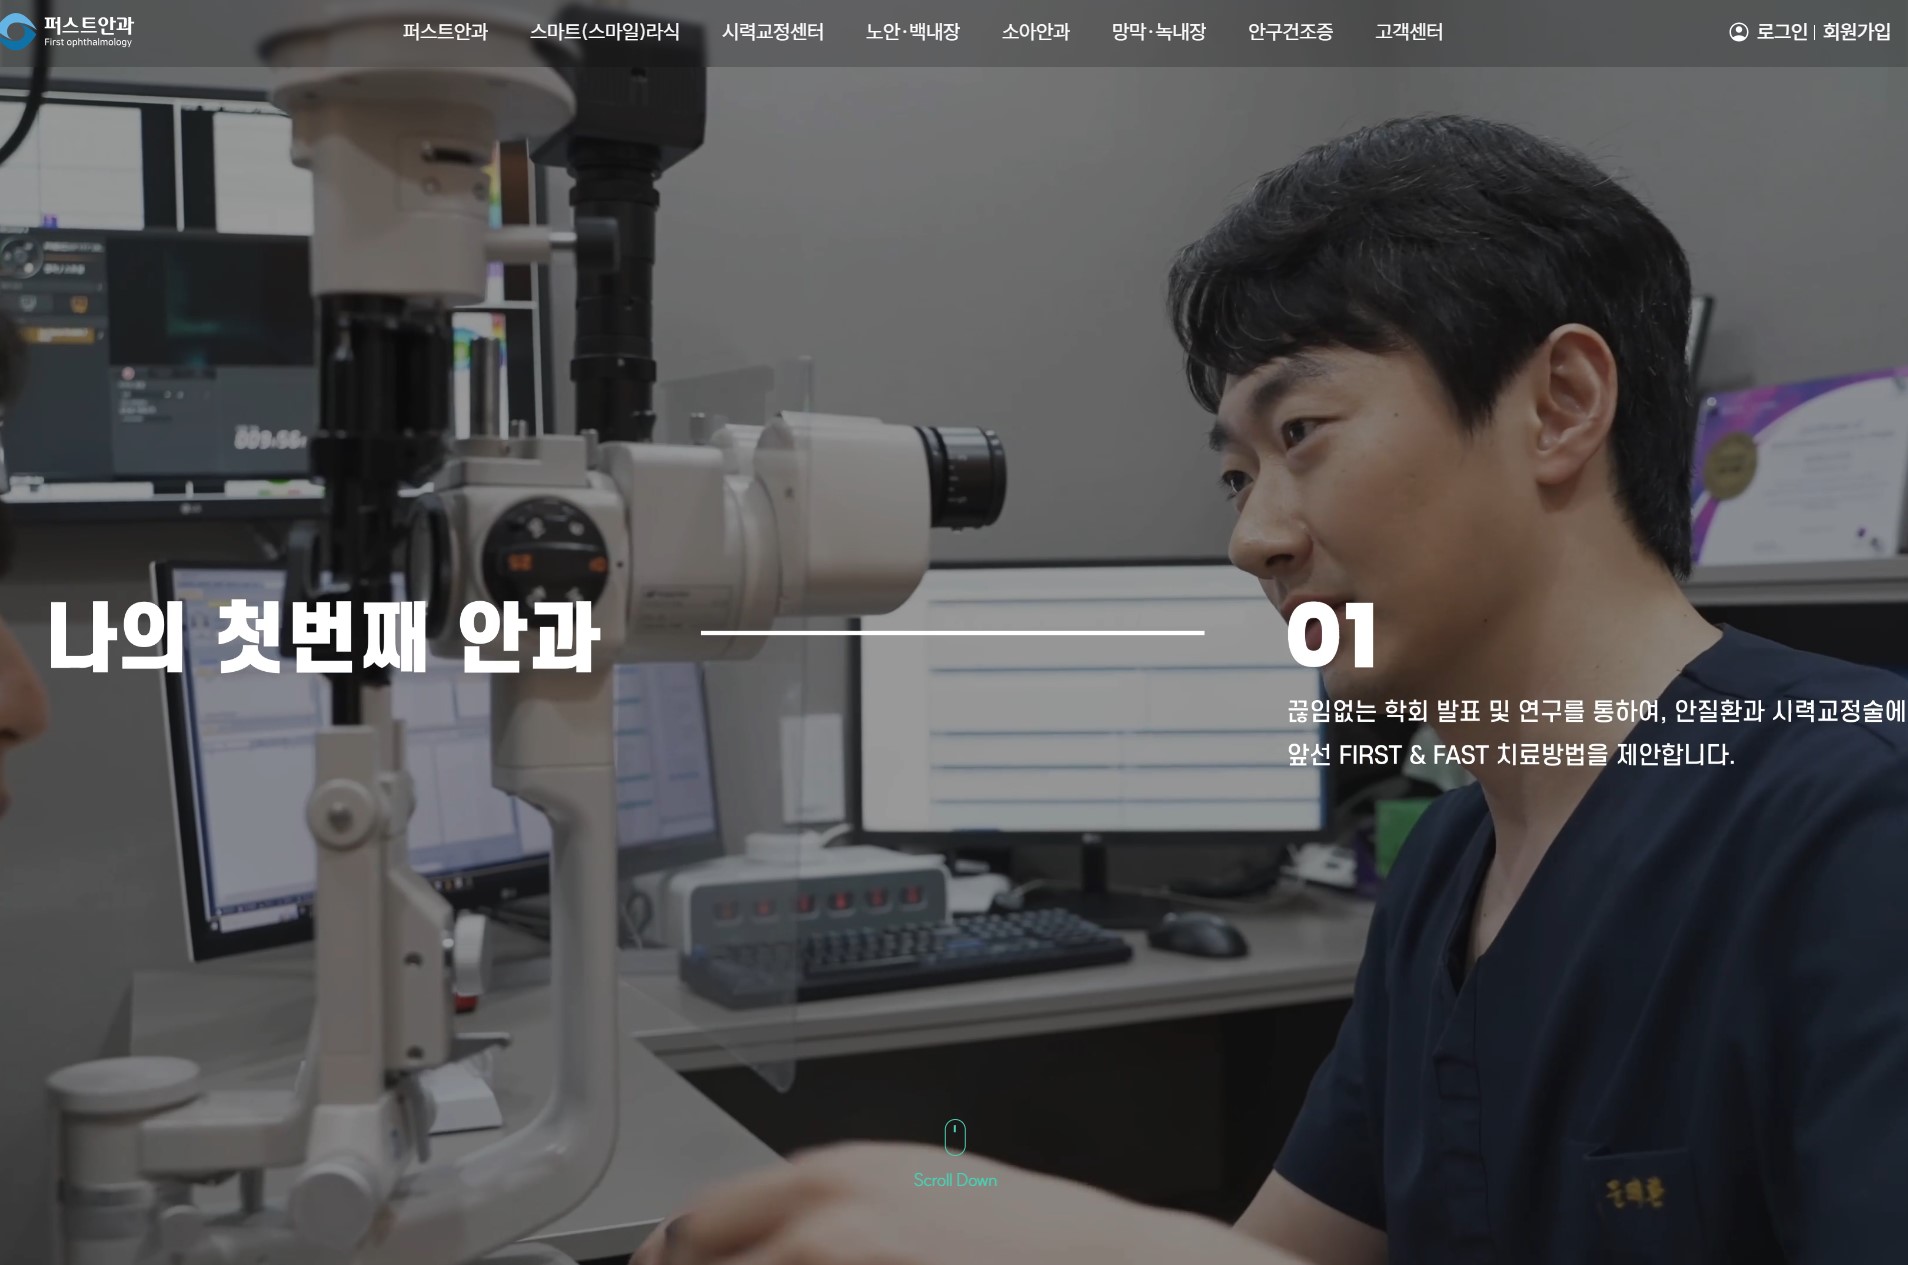 퍼스트안과
First ophthalmology
퍼스트안과
스마트(스마일)라식
시력교정센터
노안·백내장
소아안과
망막·녹내장
안구건조증
고객센터
로그인 | 회원가입
나의 첫번째 안과
01
끊임없는 학회 발표 및 연구를 통하여, 안질환과 시력교정술에
앞선 FIRST & FAST 치료방법을 제안합니다.
Scroll Down